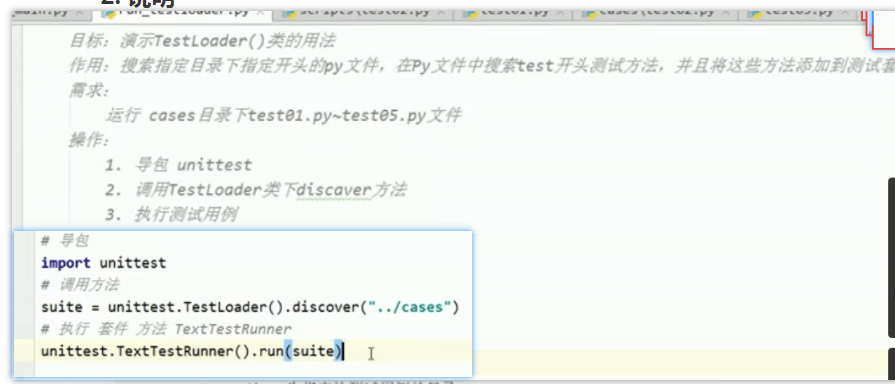 2. 说明
main.py run_testloader.py scripts\test02.py test01.py cases\test02.py test05.py
目标：演示TestLoader()类的用法
作用：搜索指定目录下指定开头的py文件，在Py文件中搜索test开头测试方法，并且将这些方法添加到测试套
需求：
运行 cases目录下test01.py~test05.py文件
操作：
1. 导包 unittest
2. 调用TestLoader类下discaver方法
3. 执行测试用例
# 导包
import unittest
# 调用方法
suite = unittest.TestLoader().discover("../cases")
# 执行 套件 方法 TextTestRunner
unittest.TextTestRunner().run(suite)